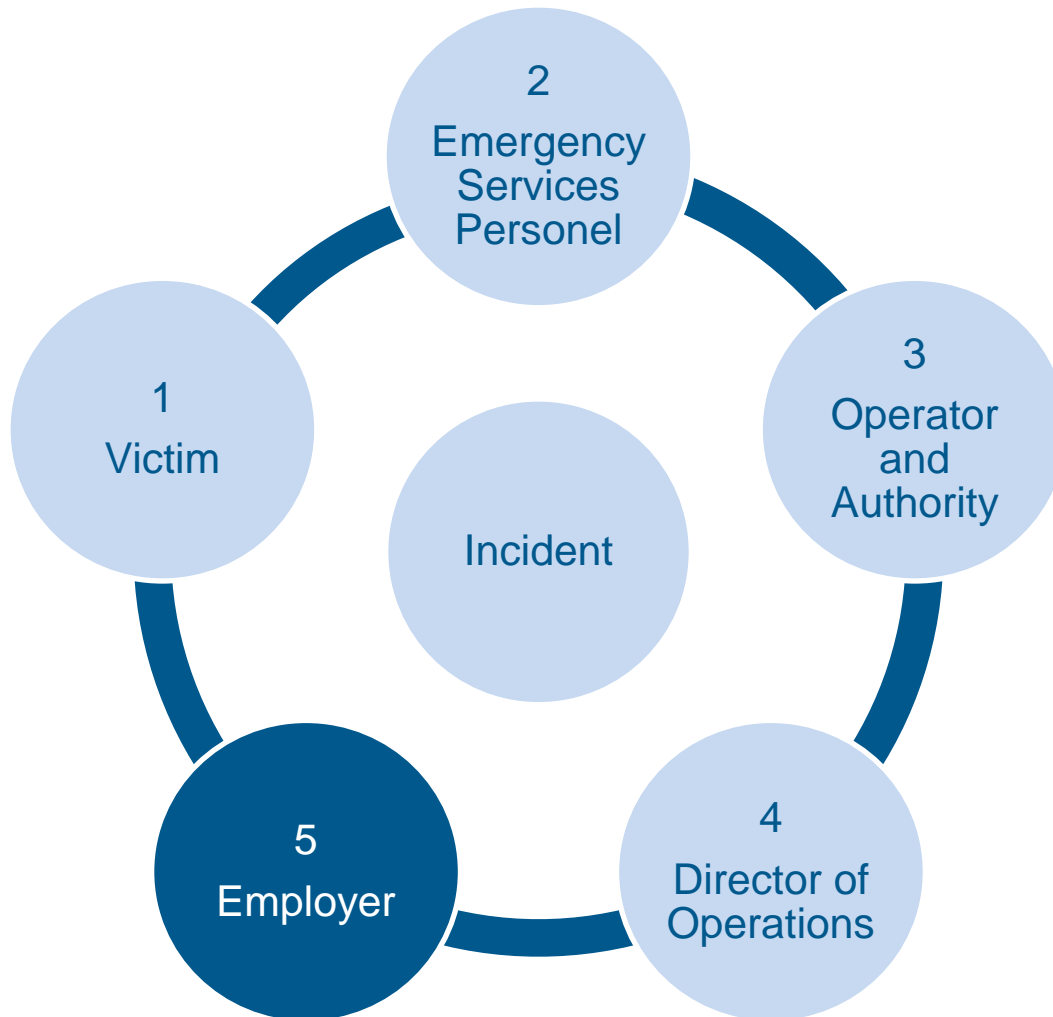 2
Emergency
Services
Personel
3
Operator
and
Authority
1
Victim
Incident
4
Director of
Operations
5
Employer